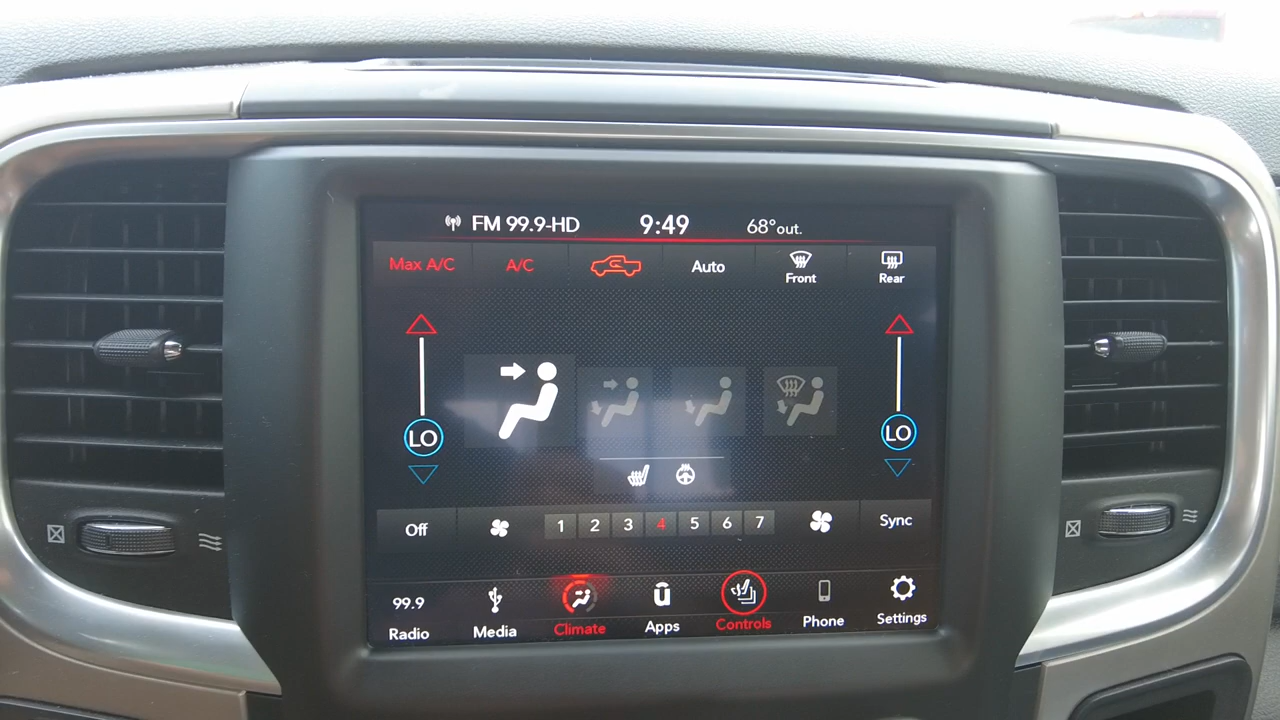 FM 99.9-HD 9:49 68°out.
Max A/C A/C Auto Front Rear
LO LO
Off 1 2 3 4 5 6 7 Sync
99.9
Radio Media Climate Apps Controls Phone Settings